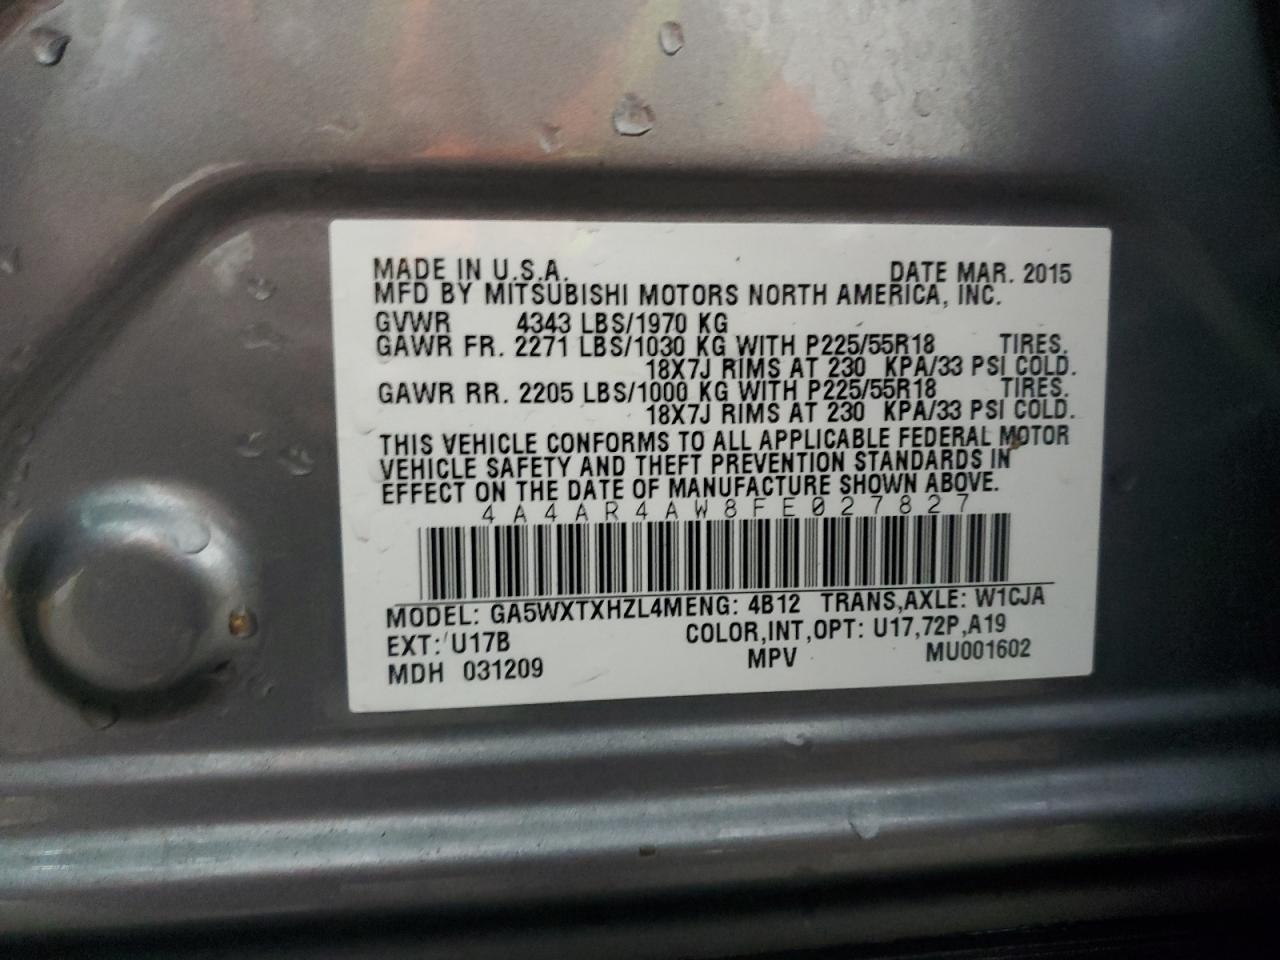 MADE IN U.S.A. DATE MAR. 2015
MFD BY MITSUBISHI MOTORS NORTH AMERICA, INC.
GVWR 4343 LBS/1970 KG
GAWR FR. 2271 LBS/1030 KG WITH P225/55R18 TIRES.
18X7J RIMS AT 230 KPA/33 PSI COLD.
GAWR RR. 2205 LBS/1000 KG WITH P225/55R18 TIRES.
18X7J RIMS AT 230 KPA/33 PSI COLD.
THIS VEHICLE CONFORMS TO ALL APPLICABLE FEDERAL MOTOR
VEHICLE SAFETY AND THEFT PREVENTION STANDARDS IN
EFFECT ON THE DATE OF MANUFACTURE SHOWN ABOVE.
4A4AR4AW8FE027827
MODEL: GA5WXTXHZL4MENG: 4B12 TRANS,AXLE: W1CJA
EXT: U17B COLOR,INT,OPT: U17,72P,A19
MDH 031209 MPV MU001602